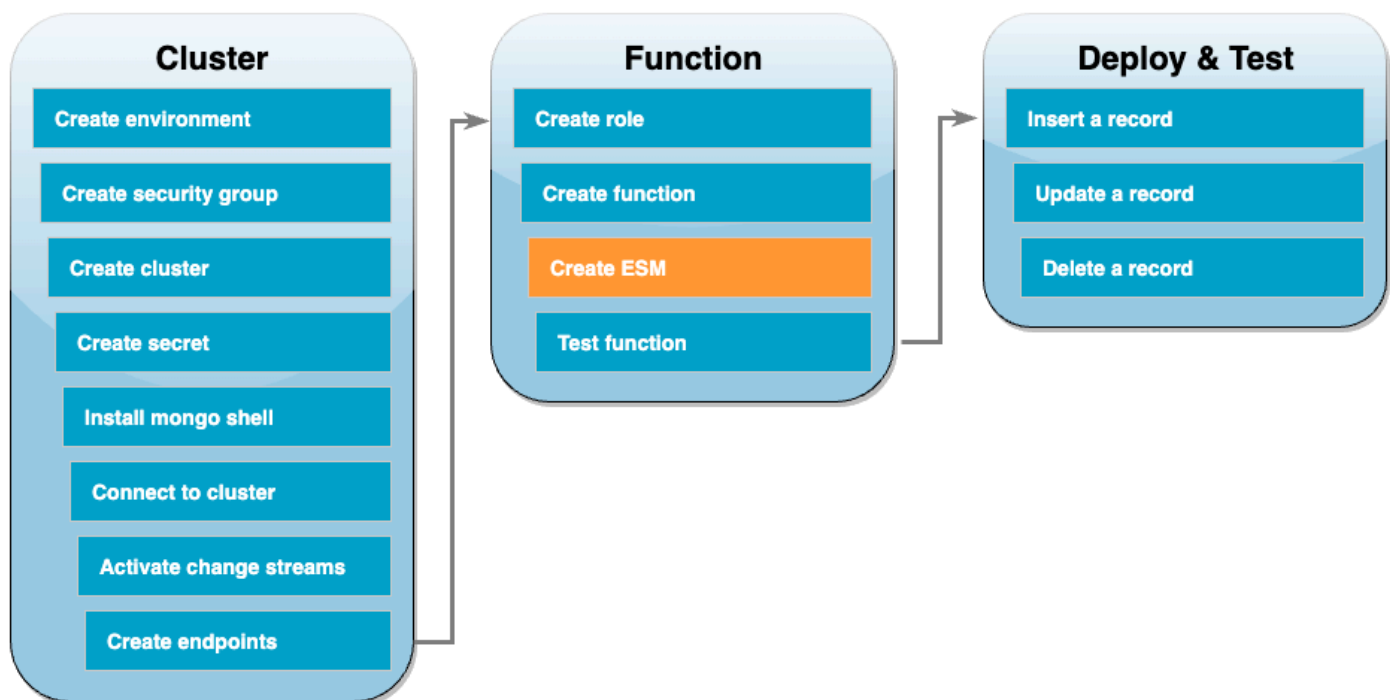 Cluster
Create environment
Create security group
Create cluster
Create secret
Install mongo shell
Connect to cluster
Activate change streams
Create endpoints
Function
Create role
Create function
Create ESM
Test function
Deploy & Test
Insert a record
Update a record
Delete a record